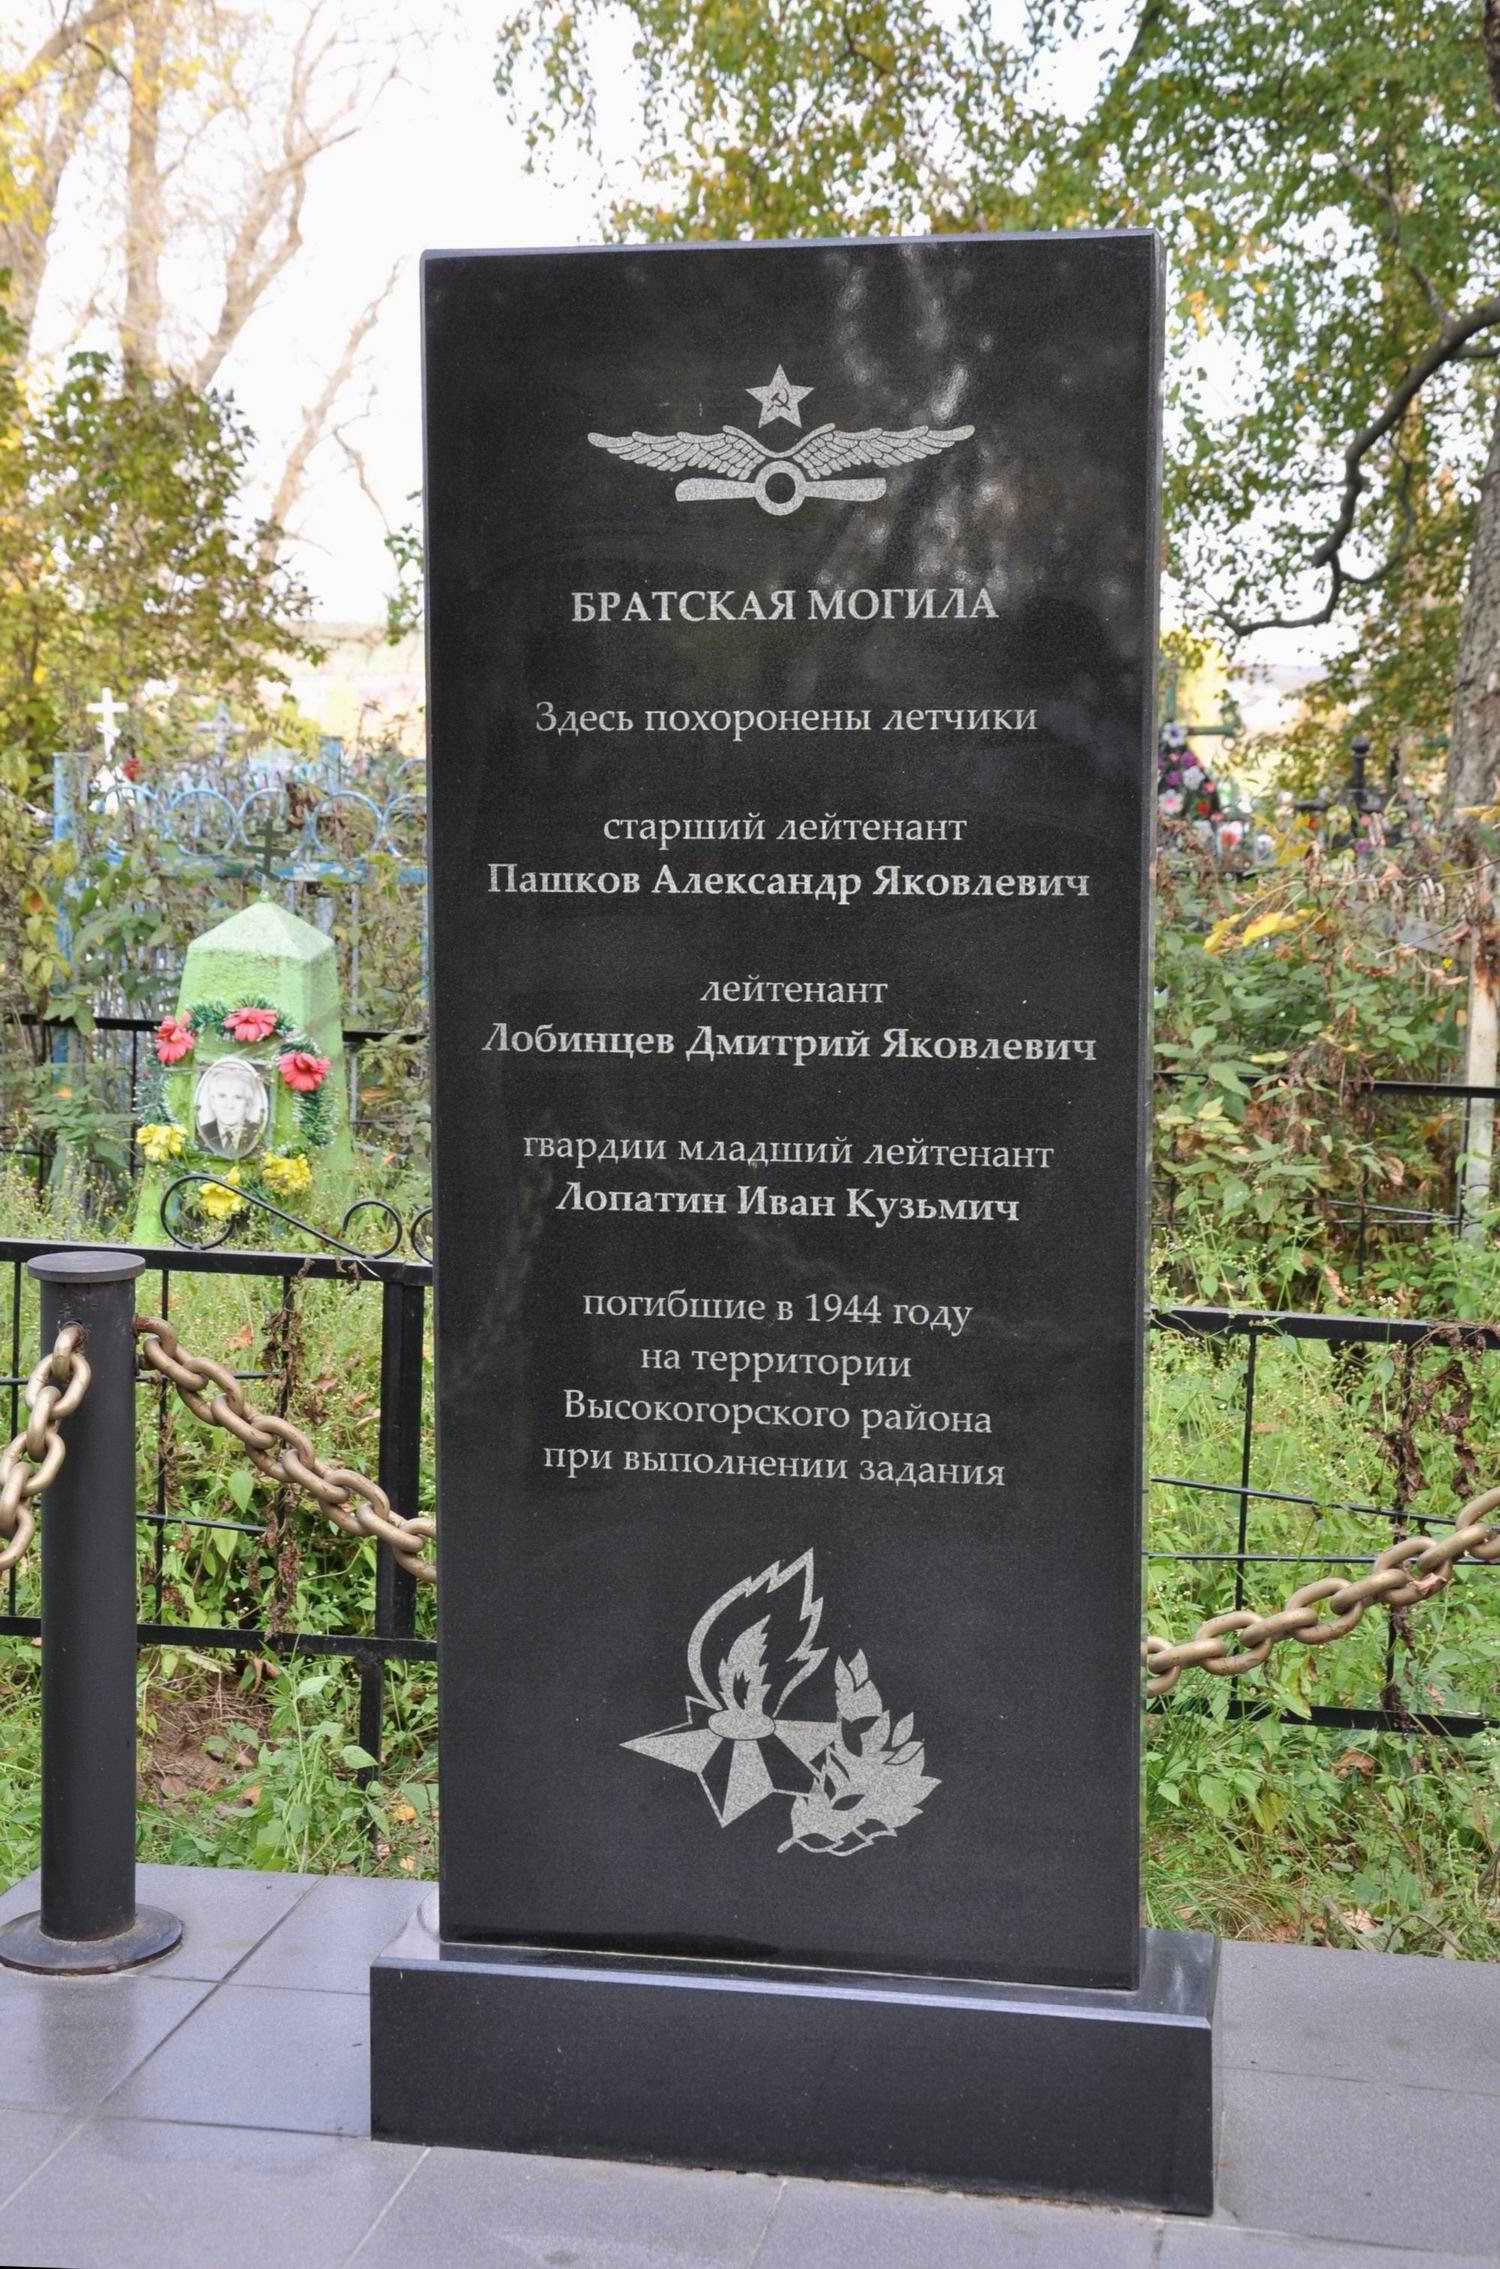 БРАТСКАЯ МОГИЛА
Здесь похоронены летчики
старший лейтенант
Пашков Александр Яковлевич
лейтенант
Лобинцев Дмитрий Яковлевич
гвардии младший лейтенант
Лопатин Иван Кузьмич
погибшие в 1944 году
на территории
Высокогорского района
при выполнении задания